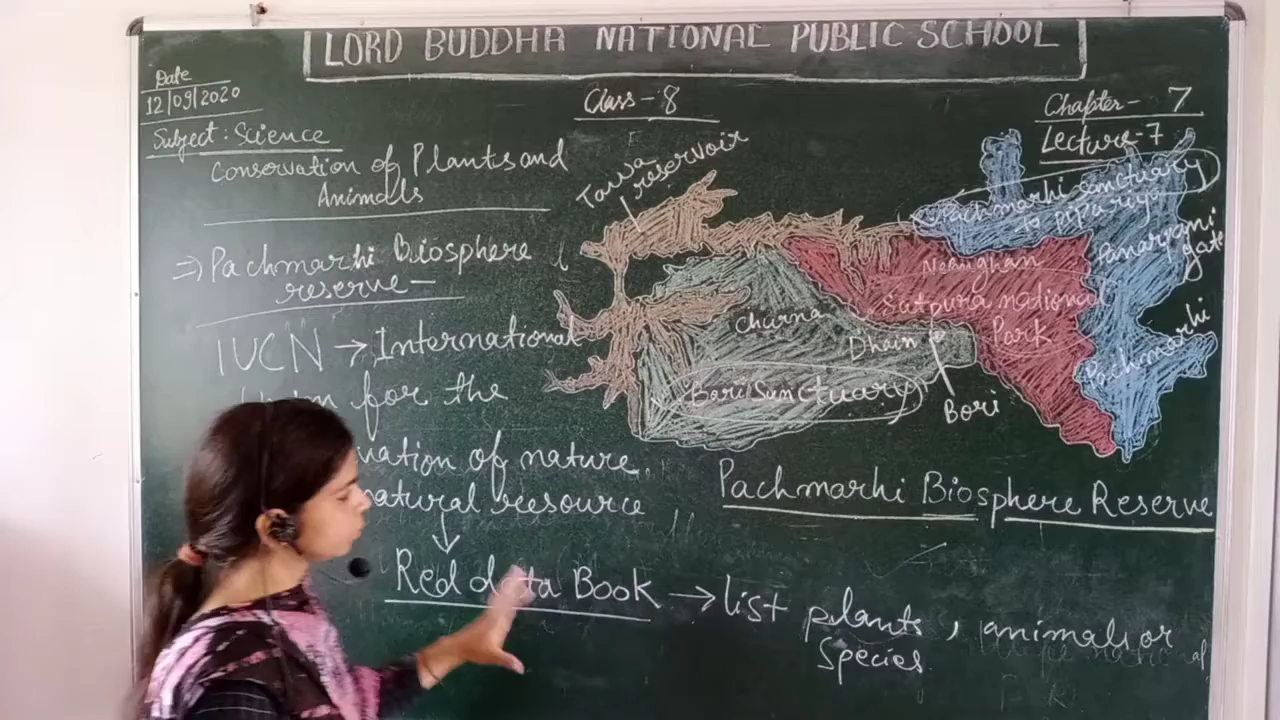 LORD BUDDHA NATIONAL PUBLIC SCHOOL
Date
12/09/2020
Class-8
Chapter-7
Lecture-7
Subject: Science
Conservation of Plants and
Animals
⇒ Pachmarhi Biosphere
reserve-
IUCN → International
for the
vation of nature,
natural resource
↓
Red data Book → list plants, animals or
Species
Tawa
reservoir
Pachmarhi sanctuary
to Pipariya
Panarpani
gate
Pachmarhi
Satpura national
Park
Churna
Dhain
Bori Sanctuary
Bori
Pachmarhi Biosphere Reserve